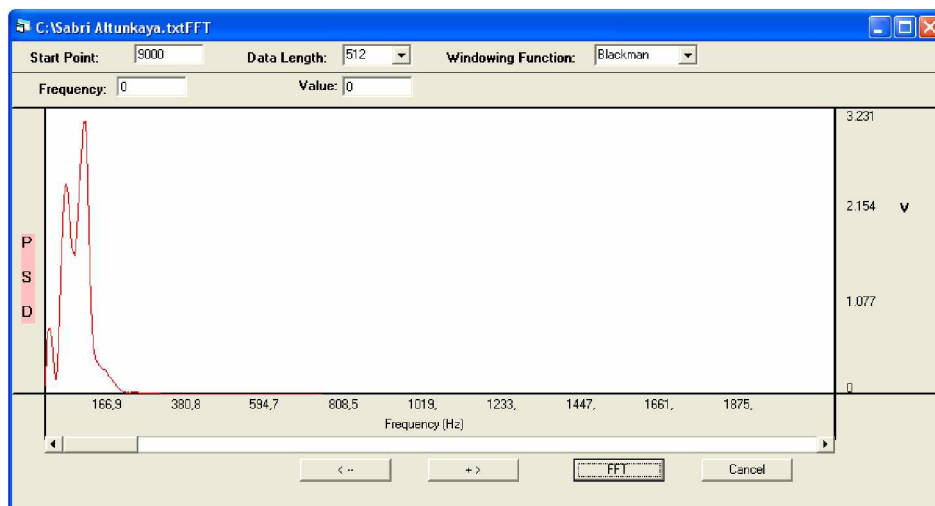 C:\Sabri Altunkaya.txtFFT
Start Point: 9000 Data Length: 512 Windowing Function: Blackman
Frequency: 0 Value: 0
3.231
2.154 V
P
S
D
1.077
0
166,9 380,8 594,7 808,5 1019, 1233, 1447, 1661, 1875,
Frequency (Hz)
< -- + > FFT Cancel